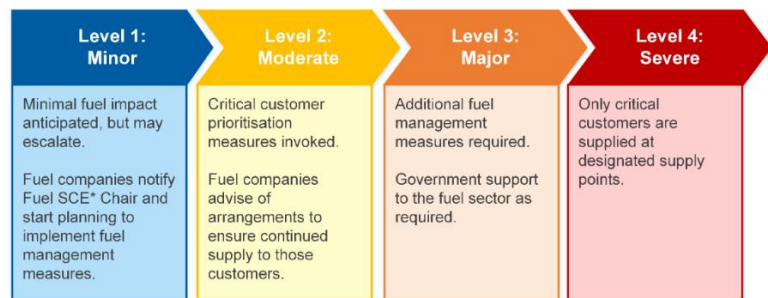 Level 1:
Minor
Minimal fuel impact
anticipated, but may
escalate.
Fuel companies notify
Fuel SCE* Chair and
start planning to
implement fuel
management
measures.
Level 2:
Moderate
Critical customer
prioritisation
measures invoked.
Fuel companies
advise of
arrangements to
ensure continued
supply to those
customers.
Level 3:
Major
Additional fuel
management
measures required.
Government support
to the fuel sector as
required.
Level 4:
Severe
Only critical
customers are
supplied at
designated supply
points.